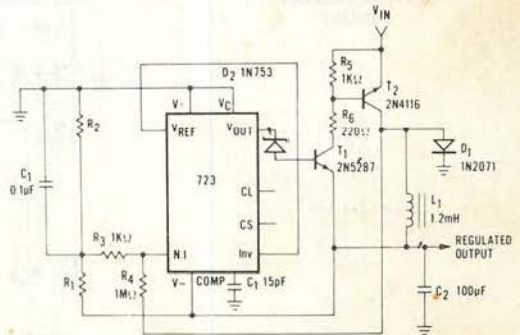 V IN
D2 1N753
R5
1KΩ
T2
2N4116
V- VC
R2
VREF
VOUT
R6
220Ω
D1
1N2071
C1
0.1uF
723
T1
2N5287
CL
L1
1.2mH
CS
R3 1KΩ
N.I
Inv
REGULATED
OUTPUT
R1
R4
1MΩ
V- COMP
C1 15pF
C2 100µF